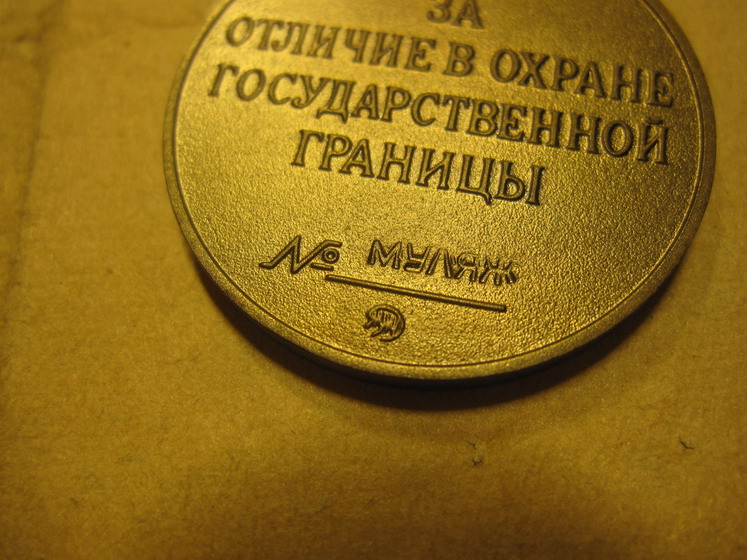 ЗА
ОТЛИЧИЕ В ОХРАНЕ
ГОСУДАРСТВЕННОЙ
ГРАНИЦЫ
№ МУЛЯЖ